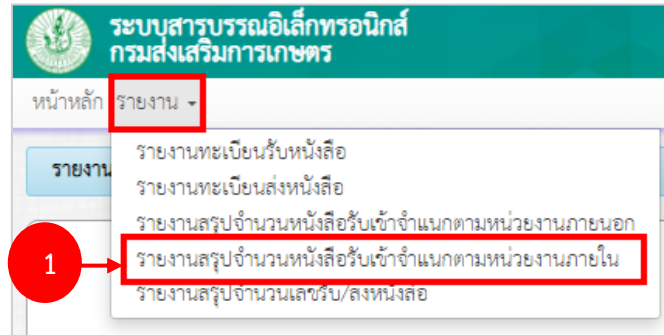 ระบบสารบรรณอิเล็กทรอนิกส์
กรมส่งเสริมการเกษตร
หน้าหลัก รายงาน
รายงาน
รายงานทะเบียนรับหนังสือ
รายงานทะเบียนส่งหนังสือ
รายงานสรุปจำนวนหนังสือรับเข้าจำแนกตามหน่วยงานภายนอก
1 รายงานสรุปจำนวนหนังสือรับเข้าจำแนกตามหน่วยงานภายใน
รายงานสรุปจำนวนเลขรับ/ส่งหนังสือ